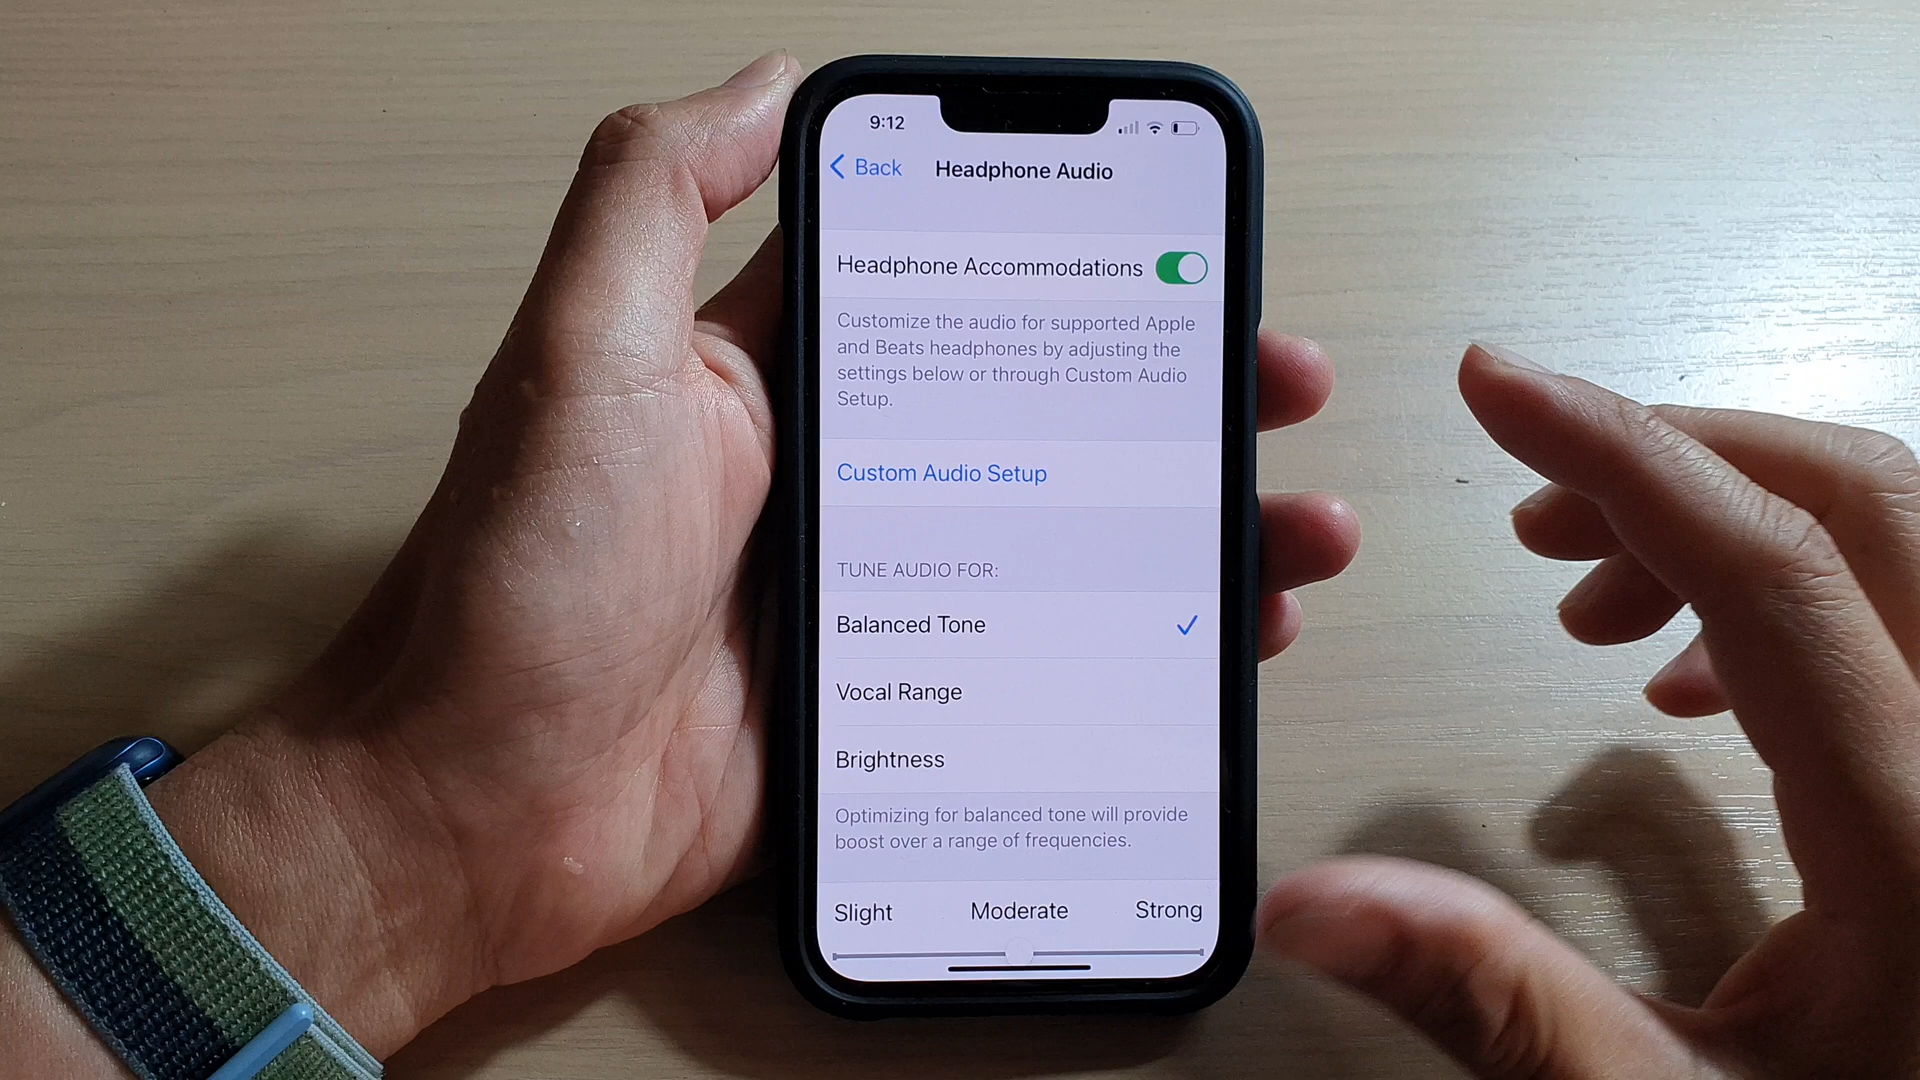 9:12
Back Headphone Audio
Headphone Accommodations
Customize the audio for supported Apple
and Beats headphones by adjusting the
settings below or through Custom Audio
Setup.
Custom Audio Setup
TUNE AUDIO FOR:
Balanced Tone
Vocal Range
Brightness
Optimizing for balanced tone will provide
boost over a range of frequencies.
Slight Moderate Strong